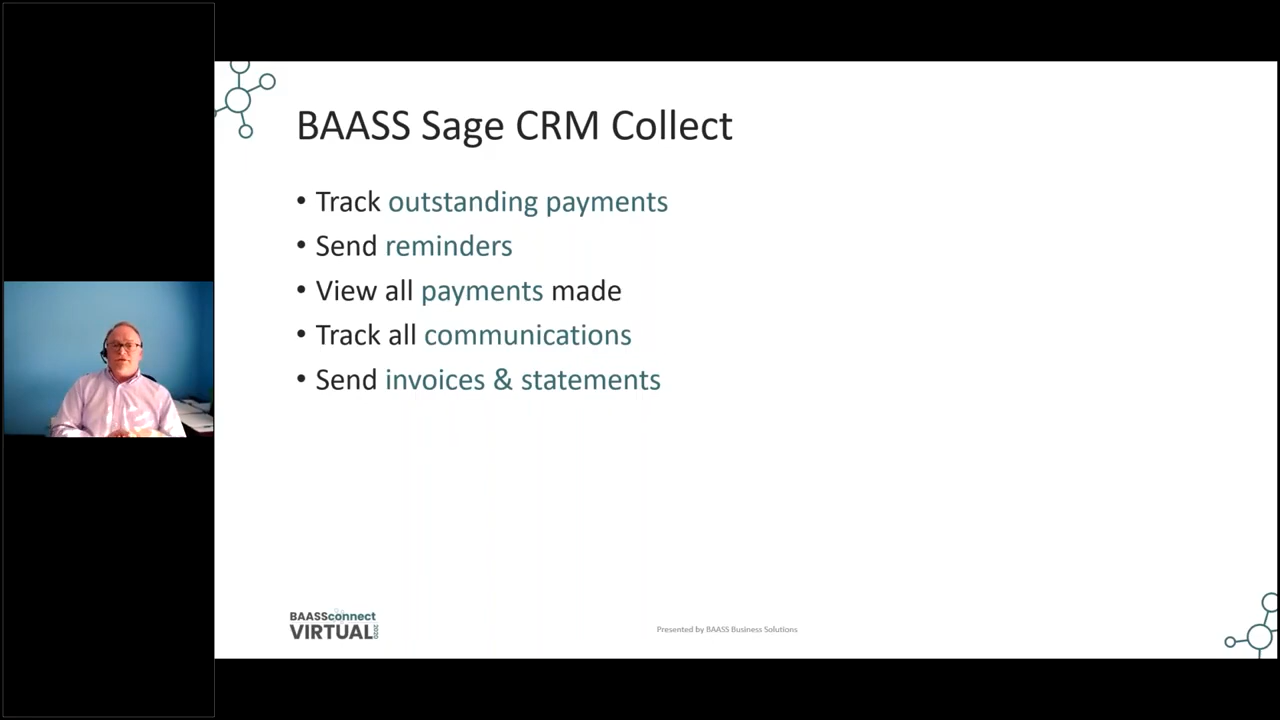 BAASS Sage CRM Collect
• Track outstanding payments
• Send reminders
• View all payments made
• Track all communications
• Send invoices & statements
BAASSconnect
VIRTUAL 2020
Presented by BAASS Business Solutions